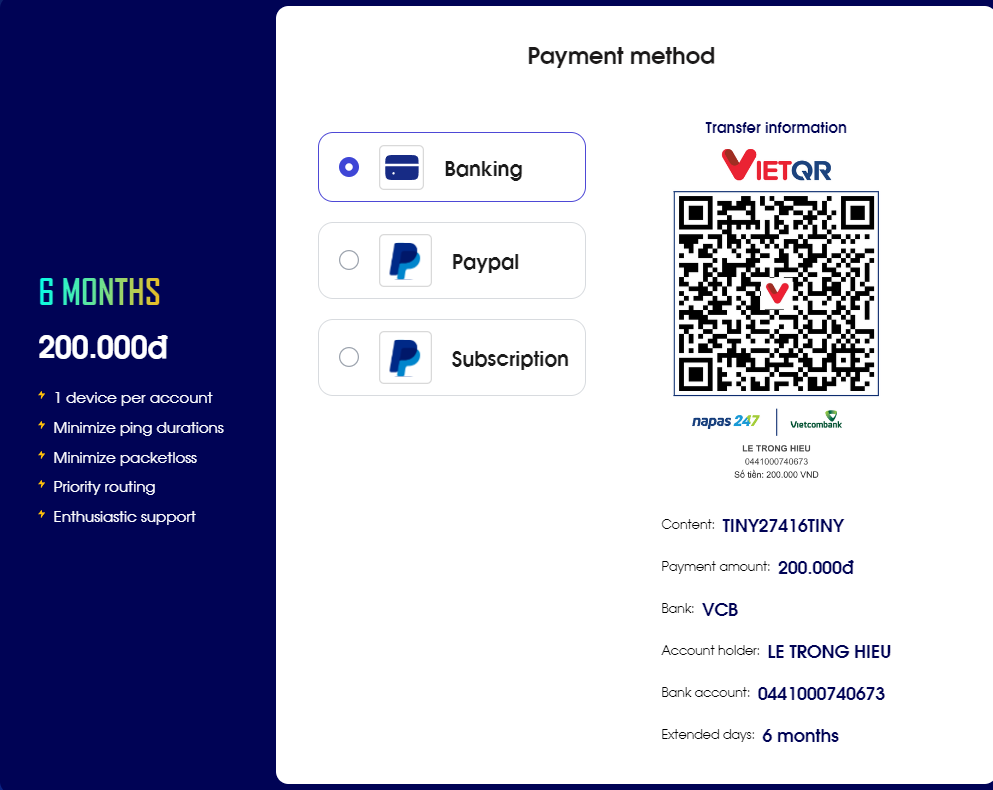 Payment method
6 MONTHS
200.000đ
1 device per account
Minimize ping durations
Minimize packetloss
Priority routing
Enthusiastic support
Banking
Paypal
Subscription
Transfer information
VIETQR
napas 247
Vietcombank
LE TRONG HIEU
0441000740673
Số tiền: 200.000 VND
Content: TINY27416TINY
Payment amount: 200.000đ
Bank: VCB
Account holder: LE TRONG HIEU
Bank account: 0441000740673
Extended days: 6 months